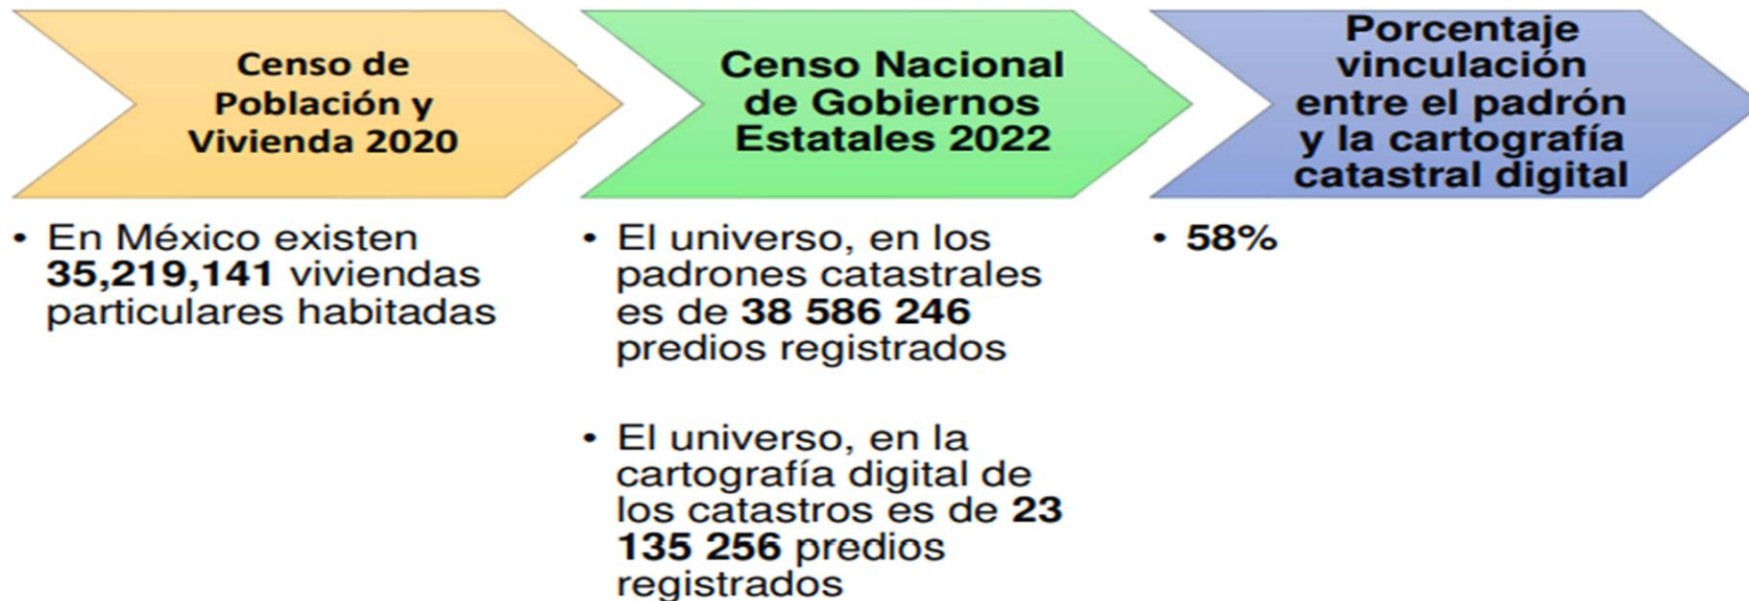 Censo de
Población y
Vivienda 2020
Censo Nacional
de Gobiernos
Estatales 2022
Porcentaje
vinculación
entre el padrón
y la cartografía
catastral digital
• En México existen
35,219,141 viviendas
particulares habitadas
• El universo, en los
padrones catastrales
es de 38 586 246
predios registrados
• El universo, en la
cartografía digital de
los catastros es de 23
135 256 predios
registrados
• 58%